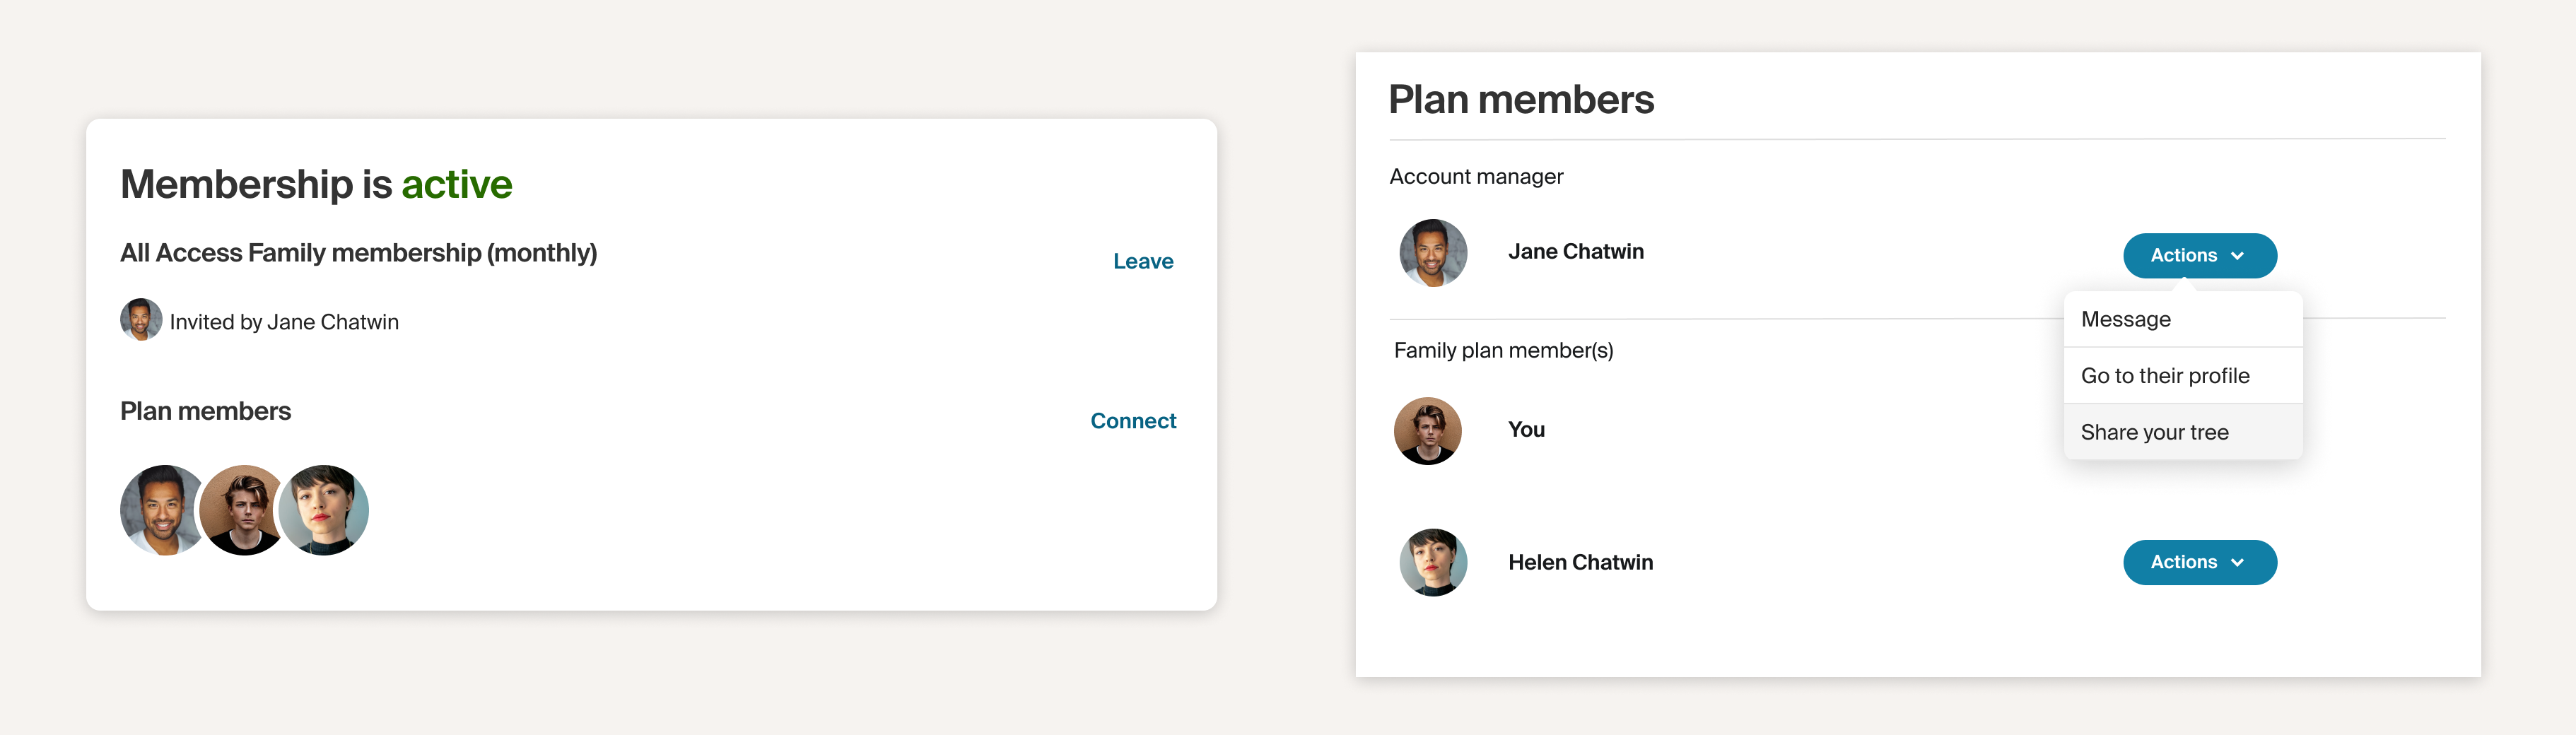 Membership is active
All Access Family membership (monthly)
Leave
Invited by Jane Chatwin
Plan members
Connect
Plan members
Account manager
Jane Chatwin
Actions
Message
Go to their profile
Share your tree
Family plan member(s)
You
Helen Chatwin
Actions